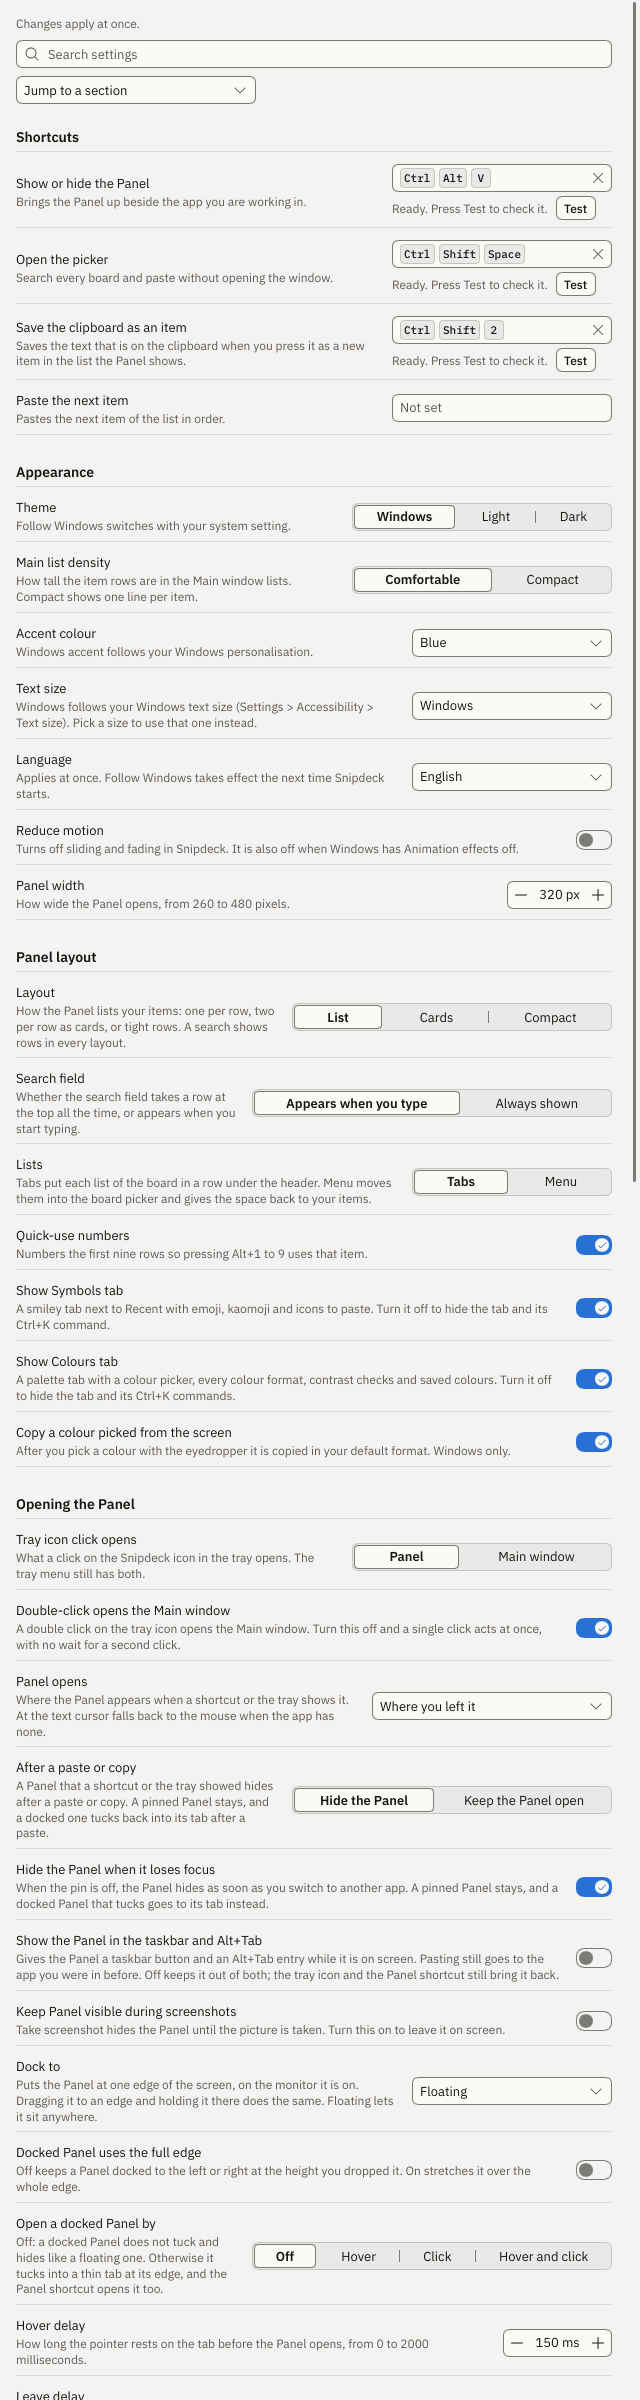 Changes apply at once.
Search settings
Jump to a section
Shortcuts
Show or hide the Panel
Brings the Panel up beside the app you are working in.
Ctrl Alt V
Ready. Press Test to check it. Test
Open the picker
Search every board and paste without opening the window.
Ctrl Shift Space
Ready. Press Test to check it. Test
Save the clipboard as an item
Saves the text that is on the clipboard when you press it as a new
item in the list the Panel shows.
Ctrl Shift 2
Ready. Press Test to check it. Test
Paste the next item
Pastes the next item of the list in order.
Not set
Appearance
Theme
Follow Windows switches with your system setting.
Windows Light Dark
Main list density
How tall the item rows are in the Main window lists.
Compact shows one line per item.
Comfortable Compact
Accent colour
Windows accent follows your Windows personalisation.
Blue
Text size
Windows follows your Windows text size (Settings > Accessibility >
Text size). Pick a size to use that one instead.
Windows
Language
Applies at once. Follow Windows takes effect the next time Snipdeck
starts.
English
Reduce motion
Turns off sliding and fading in Snipdeck. It is also off when Windows has Animation effects off.
Panel width
How wide the Panel opens, from 260 to 480 pixels.
320 px
Panel layout
Layout
How the Panel lists your items: one per row, two
per row as cards, or tight rows. A search shows
rows in every layout.
List Cards Compact
Search field
Whether the search field takes a row at
the top all the time, or appears when you
start typing.
Appears when you type Always shown
Lists
Tabs put each list of the board in a row under the header. Menu moves
them into the board picker and gives the space back to your items.
Tabs Menu
Quick-use numbers
Numbers the first nine rows so pressing Alt+1 to 9 uses that item.
Show Symbols tab
A smiley tab next to Recent with emoji, kaomoji and icons to paste. Turn it off to hide the tab and its
Ctrl+K command.
Show Colours tab
A palette tab with a colour picker, every colour format, contrast checks and saved colours. Turn it off
to hide the tab and its Ctrl+K commands.
Copy a colour picked from the screen
After you pick a colour with the eyedropper it is copied in your default format. Windows only.
Opening the Panel
Tray icon click opens
What a click on the Snipdeck icon in the tray opens. The
tray menu still has both.
Panel Main window
Double-click opens the Main window
A double click on the tray icon opens the Main window. Turn this off and a single click acts at once,
with no wait for a second click.
Panel opens
Where the Panel appears when a shortcut or the tray shows it.
At the text cursor falls back to the mouse when the app has
none.
Where you left it
After a paste or copy
A Panel that a shortcut or the tray showed hides
after a paste or copy. A pinned Panel stays, and
a docked one tucks back into its tab after a
paste.
Hide the Panel Keep the Panel open
Hide the Panel when it loses focus
When the pin is off, the Panel hides as soon as you switch to another app. A pinned Panel stays, and a
docked Panel that tucks goes to its tab instead.
Show the Panel in the taskbar and Alt+Tab
Gives the Panel a taskbar button and an Alt+Tab entry while it is on screen. Pasting still goes to the
app you were in before. Off keeps it out of both; the tray icon and the Panel shortcut still bring it back.
Keep Panel visible during screenshots
Take screenshot hides the Panel until the picture is taken. Turn this on to leave it on screen.
Dock to
Puts the Panel at one edge of the screen, on the monitor it is on.
Dragging it to an edge and holding it there does the same. Floating lets
it sit anywhere.
Floating
Docked Panel uses the full edge
Off keeps a Panel docked to the left or right at the height you dropped it. On stretches it over the
whole edge.
Open a docked Panel by
Off: a docked Panel does not tuck and
hides like a floating one. Otherwise it
tucks into a thin tab at its edge, and the
Panel shortcut opens it too.
Off Hover Click Hover and click
Hover delay
How long the pointer rests on the tab before the Panel opens, from 0 to 2000
milliseconds.
150 ms
Leave delay